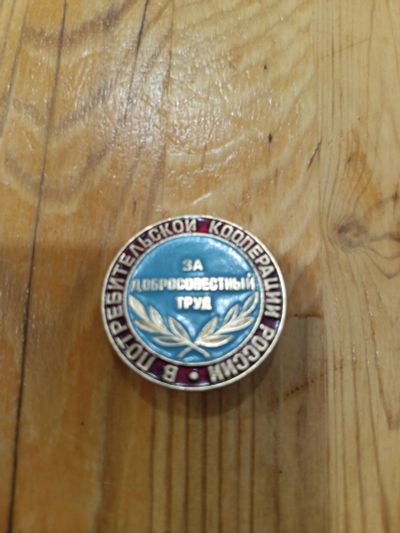 ЗА
ДОБРОСОВЕСТНЫЙ
ТРУД
В ПОТРЕБИТЕЛЬСКОЙ КООПЕРАЦИИ РОССИИ